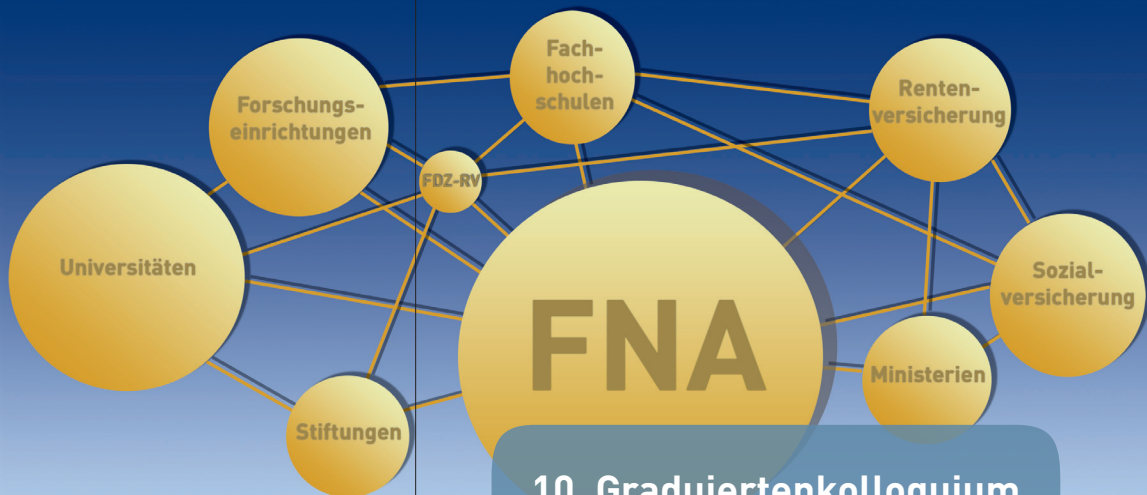 Fach-
hoch-
schulen
Forschungs-
einrichtungen
Renten-
versicherung
FDZ-RV
Universitäten
Sozial-
versicherung
FNA
Ministerien
Stiftungen
10. Graduiertenkolloquium